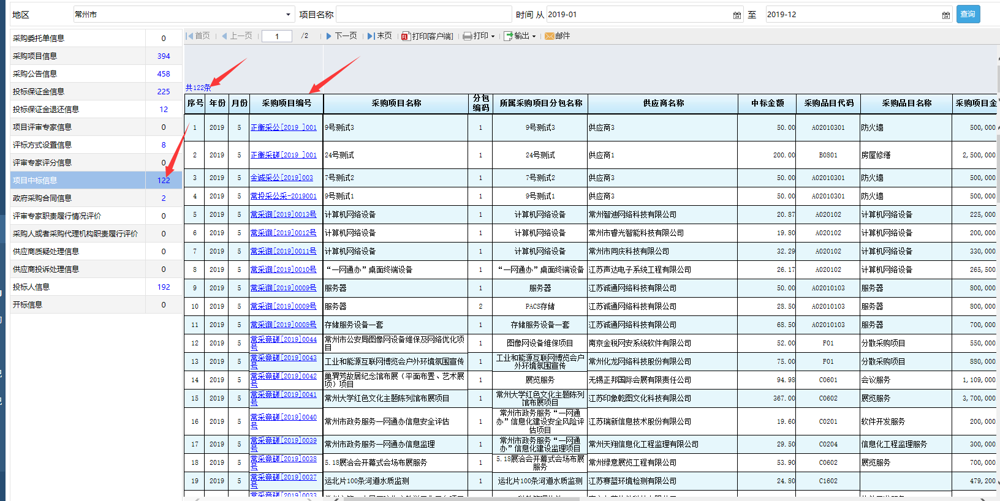 地区 常州市 项目名称 时间 从 2019-01 至 2019-12 查询
首页 上一页 1 /2 下一页 末页 打印[客户端] 打印 输出 邮件
采购委托单信息 0
采购项目信息 394
采购公告信息 458
投标保证金信息 225
投标保证金退还信息 12
项目评审专家信息 0
评标方式设置信息 8
评审专家评分信息 0
项目中标信息 122
政府采购合同信息 2
评审专家职责履行情况评价 0
采购人或者采购代理机构职责履行评价 0
供应商质疑处理信息 0
供应商投诉处理信息 0
投标人信息 192
开标信息 0
共122条
序号 年份 月份 采购项目编号 采购项目名称 分包编码 所属采购项目分包名称 供应商名称 中标金额 采购品目代码 采购品目名称 采购项目金
1 2019 5 正衡采公[2019 ]001 9号测试3 1 9号测试3 供应商3 50.00 A02010301 防火墙 500,000
2 2019 5 正衡采磋[2019 ]001 24号测试 1 24号测试 供应商1 200.00 B0801 房屋修缮 2,500,000
3 2019 5 金诚采公[2019]003 7号测试2 1 7号测试2 供应商3 50.00 A02010301 防火墙 500,000
4 2019 5 常投采公采-2019001 9号测试1 1 9号测试1 供应商3 50.00 A02010301 防火墙 500,000
5 2019 5 常采询[2019]0013号 计算机网络设备 1 计算机网络设备 常州智迪网络科技有限公司 20.87 A020102 计算机网络设备 225,000
6 2019 5 常采询[2019]0012号 计算机网络设备 1 计算机网络设备 常州市睿光智能科技有限公司 19.80 A020102 计算机网络设备 200,000
7 2019 5 常采询[2019]0011号 计算机网络设备 1 计算机网络设备 常州市同庆科技有限公司 32.29 A020102 计算机网络设备 330,000
8 2019 5 常采询[2019]0010号 “一网通办”桌面终端设备 1 “一网通办”桌面终端设备 江苏声达电子系统工程有限公司 26.17 A020102 计算机网络设备 265,500
9 2019 5 常采询[2019]0009号 服务器 1 服务器 江苏诚通网络科技有限公司 50.00 A02010103 服务器 800,000
10 2019 5 常采询[2019]0009号 服务器 2 PACS存储 江苏诚通网络科技有限公司 28.50 A02010103 服务器 800,000
11 2019 5 常采询[2019]0008号 存储服务设备一套 1 存储服务设备一套 江苏诚通网络科技有限公司 68.50 A02010103 服务器 700,000
12 2019 5 常采竞磋[2019]0044号 常州市公安局图像网设备维保及网络优化项目 1 图像网设备维保项目 南京金税网安系统软件有限公司 52.00 F01 分散采购项目 550,000
13 2019 5 常采竞磋[2019]0043号 工业和能源互联网博览会户外环境氛围宣传 1 工业和能源互联网博览会户外环境氛围宣传 常州化龙网络科技股份有限公司 75.00 F01 分散采购项目 880,000
14 2019 5 常采竞磋[2019]0042号 巢渭芳故居纪念馆布展（平面布置、艺术展项）项目 1 展览服务 无锡正邦国际会展有限责任公司 94.98 C0601 会议服务 1,109,000
15 2019 5 常采竞磋[2019]0041号 常州大学红色文化主题陈列馆布展项目 1 常州大学红色文化主题陈列馆布展项目 江苏印象乾图文化科技有限公司 367.00 C0602 展览服务 3,700,000
16 2019 5 常采竞磋[2019]0040号 常州市政务服务一网通办信息安全评估 1 常州市政务服务“一网通办”信息化建设安全风险评估项目 江苏瑞新信息技术股份有限公司 19.60 C0201 软件开发服务 200,000
17 2019 5 常采竞磋[2019]0039号 常州市政务服务一网通办信息监理 1 常州市政务服务“一网通办”信息化建设监理项目 常州天翔信息化工程监理有限公司 29.50 C0204 信息化工程监理服务 300,000
18 2019 5 常采竞磋[2019]0038号 5.18展洽会开幕式会场布展服务 1 5.18展洽会开幕式会场布展服务 常州绿意展览工程有限公司 53.90 C0602 展览服务 700,000
19 2019 5 常采竞磋[2019]0037号 运北片100条河道水质监测 1 运北片100条河道水质监测 江苏赛蓝环境检测有限公司 24.80 C1602 479,200
常采竞磋[2019]0033